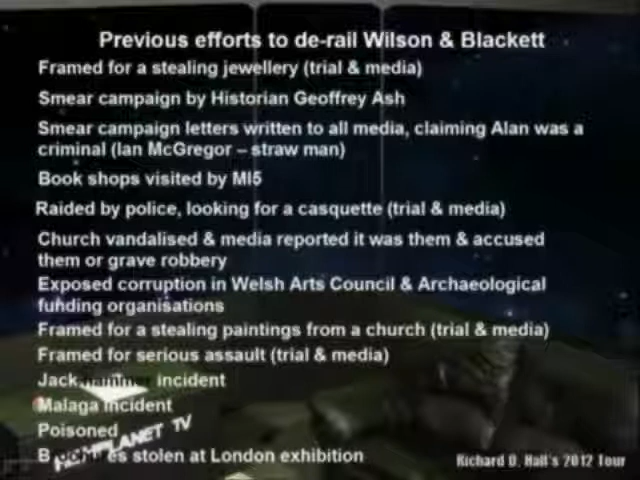 Previous efforts to de-rail Wilson & Blackett
Framed for a stealing jewellery (trial & media)
Smear campaign by Historian Geoffrey Ash
Smear campaign letters written to all media, claiming Alan was a
criminal (Ian McGregor – straw man)
Book shops visited by MI5
Raided by police, looking for a casquette (trial & media)
Church vandalised & media reported it was them & accused
them or grave robbery
Exposed corruption in Welsh Arts Council & Archaeological
funding organisations
Framed for a stealing paintings from a church (trial & media)
Framed for serious assault (trial & media)
Jackhammer incident
Malaga incident
Poisoned
stolen at London exhibition
PLANET TV
Richard D. Hall's 2012 Tour